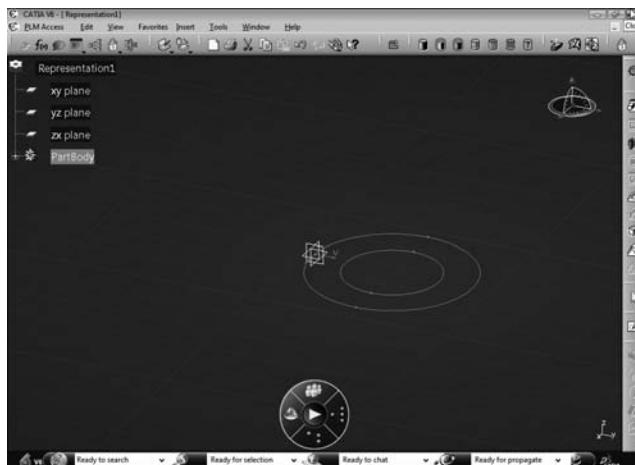 CATIA V6 - [Representation1]
PLM Access Edit View Favorites Insert Tools Window Help
Representation1
xy plane
yz plane
zx plane
PartBody
V6 Ready to search Ready for selection Ready to chat Ready for propagate